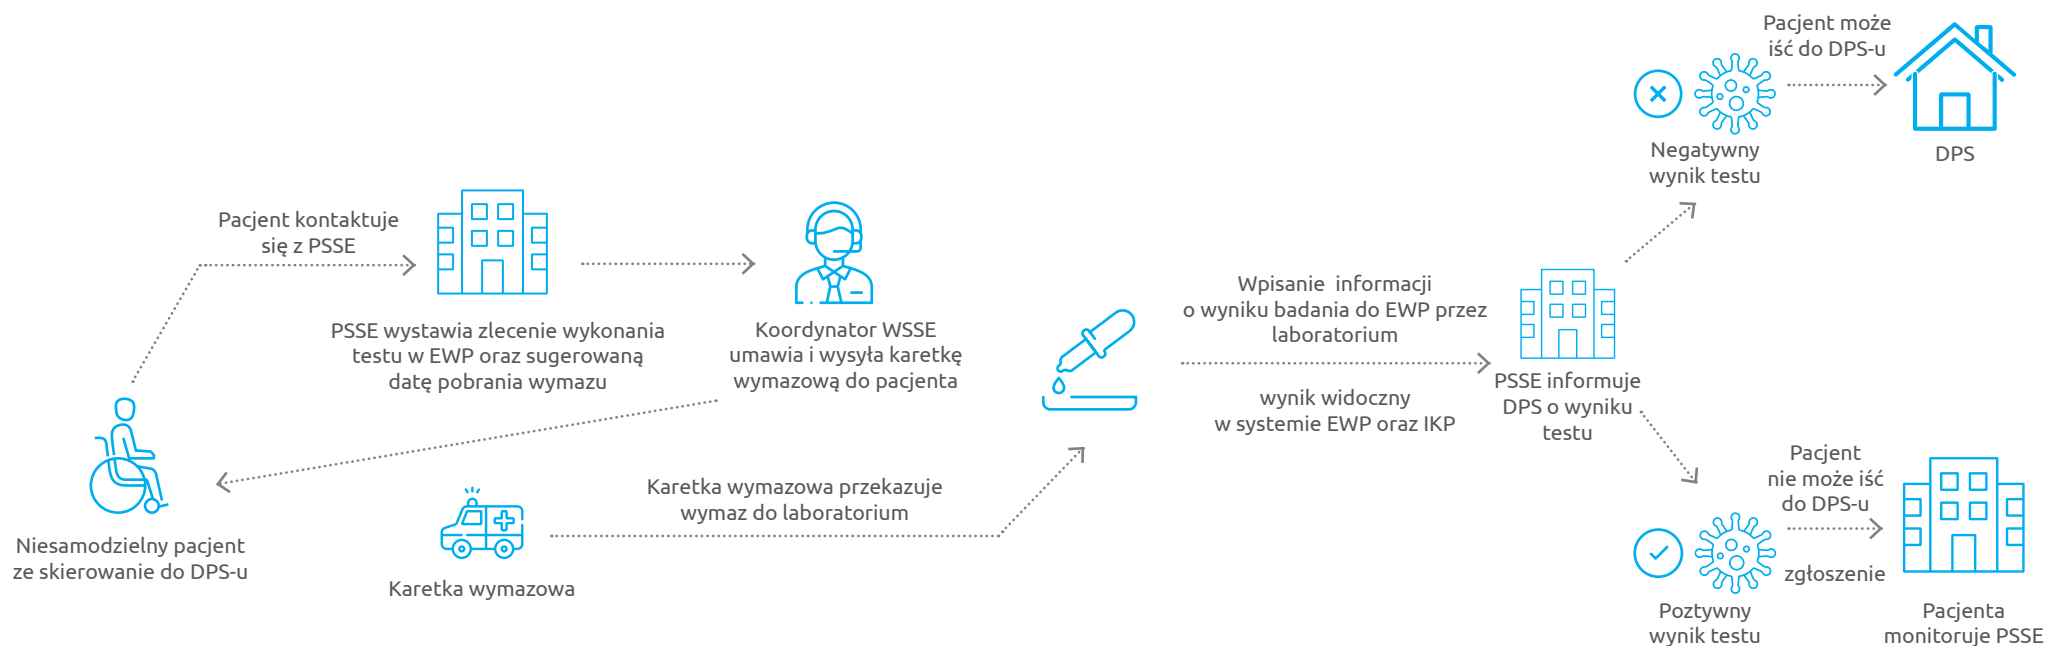 Pacjent kontaktuje
się z PSSE
PSSE wystawia zlecenie wykonania
testu w EWP oraz sugerowaną
datę pobrania wymazu
Koordynator WSSE
umawia i wysyła karetkę
wymazową do pacjenta
Niesamodzielny pacjent
ze skierowanie do DPS-u
Karetka wymazowa
Karetka wymazowa przekazuje
wymaz do laboratorium
Wpisanie informacji
o wyniku badania do EWP przez
laboratorium
wynik widoczny
w systemie EWP oraz IKP
PSSE informuje
DPS o wyniku
testu
Negatywny
wynik testu
Pacjent może
iść do DPS-u
DPS
Poztywny
wynik testu
Pacjent
nie może iść
do DPS-u
zgłoszenie
Pacjenta
monitoruje PSSE